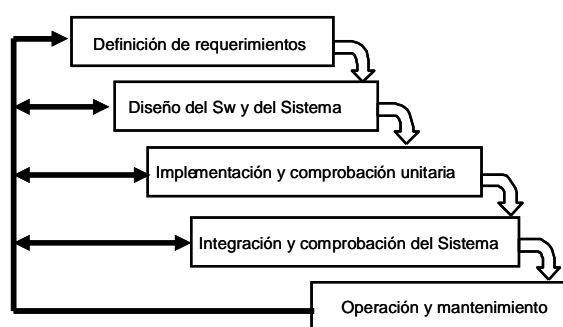 Definición de requerimientos
Diseño del Sw y del Sistema
Implementación y comprobación unitaria
Integración y comprobación del Sistema
Operación y mantenimiento